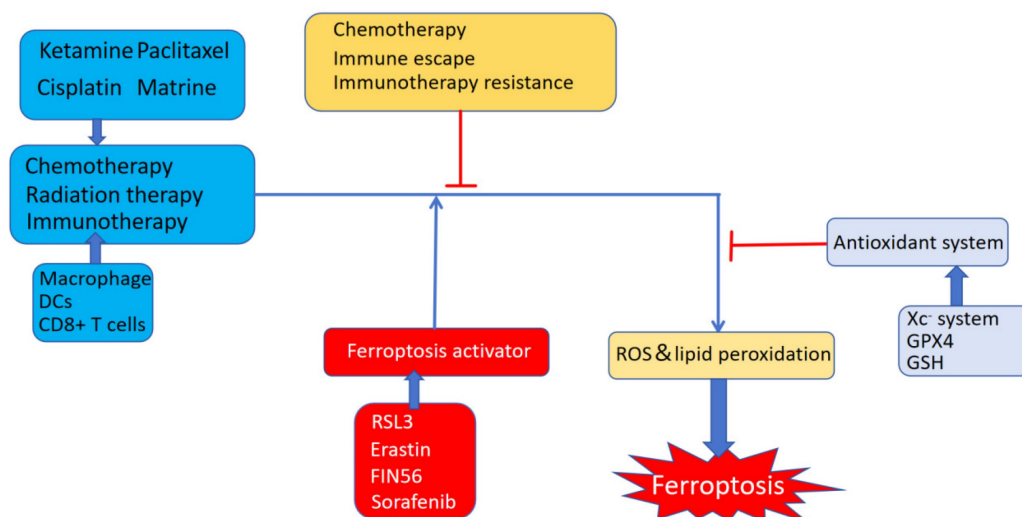 Ketamine Paclitaxel
Cisplatin Matrine
Chemotherapy
Immune escape
Immunotherapy resistance
Chemotherapy
Radiation therapy
Immunotherapy
Macrophage
DCs
CD8+ T cells
Antioxidant system
Xc⁻ system
GPX4
GSH
Ferroptosis activator
ROS & lipid peroxidation
RSL3
Erastin
FIN56
Sorafenib
Ferroptosis